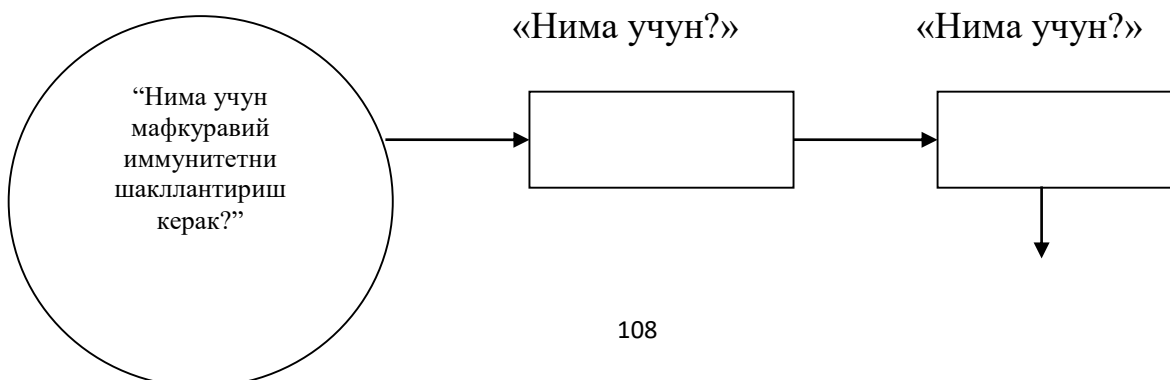 «Нима учун?» «Нима учун?»
“Нима учун
мафкуравий
иммунитетни
шакллантириш
керак?”
108